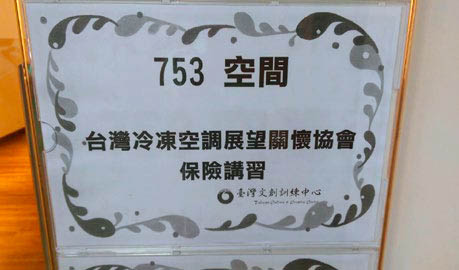 753 空間
台灣冷凍空調展望關懷協會
保險講習
臺灣文創訓練中心